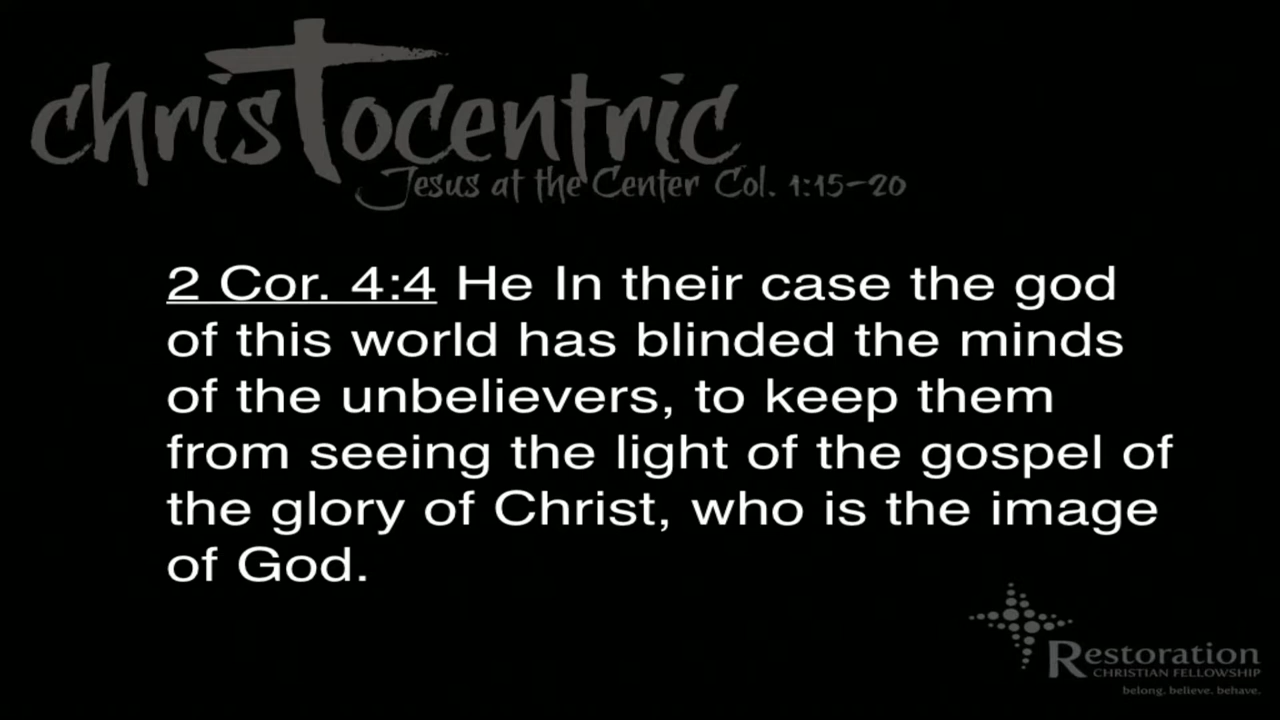 chrisTocentric
Jesus at the Center Col. 1:15-20
2 Cor. 4:4 He In their case the god
of this world has blinded the minds
of the unbelievers, to keep them
from seeing the light of the gospel of
the glory of Christ, who is the image
of God.
Restoration
CHRISTIAN FELLOWSHIP
belong. believe. behave.